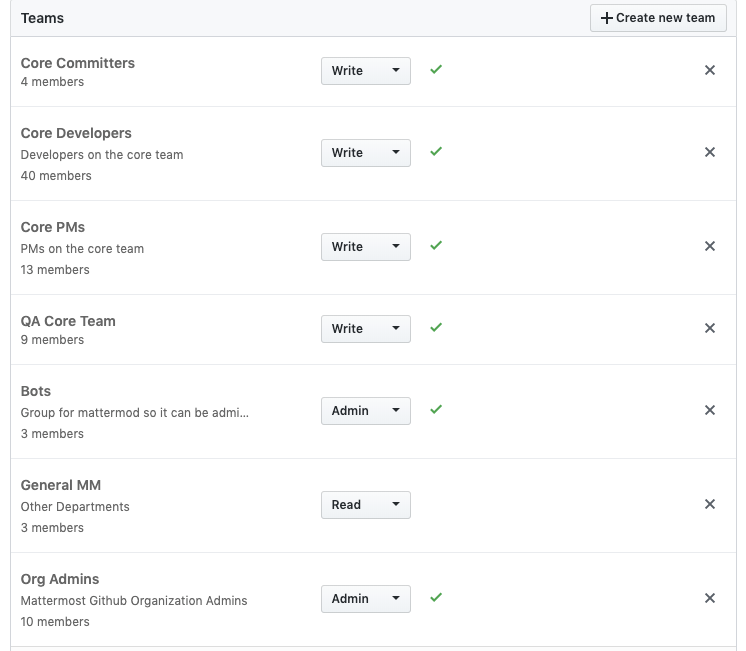 Teams
Create new team
Core Committers
4 members
Write
Core Developers
Developers on the core team
40 members
Write
Core PMs
PMs on the core team
13 members
Write
QA Core Team
9 members
Write
Bots
Group for mattermod so it can be admi...
3 members
Admin
General MM
Other Departments
3 members
Read
Org Admins
Mattermost Github Organization Admins
10 members
Admin